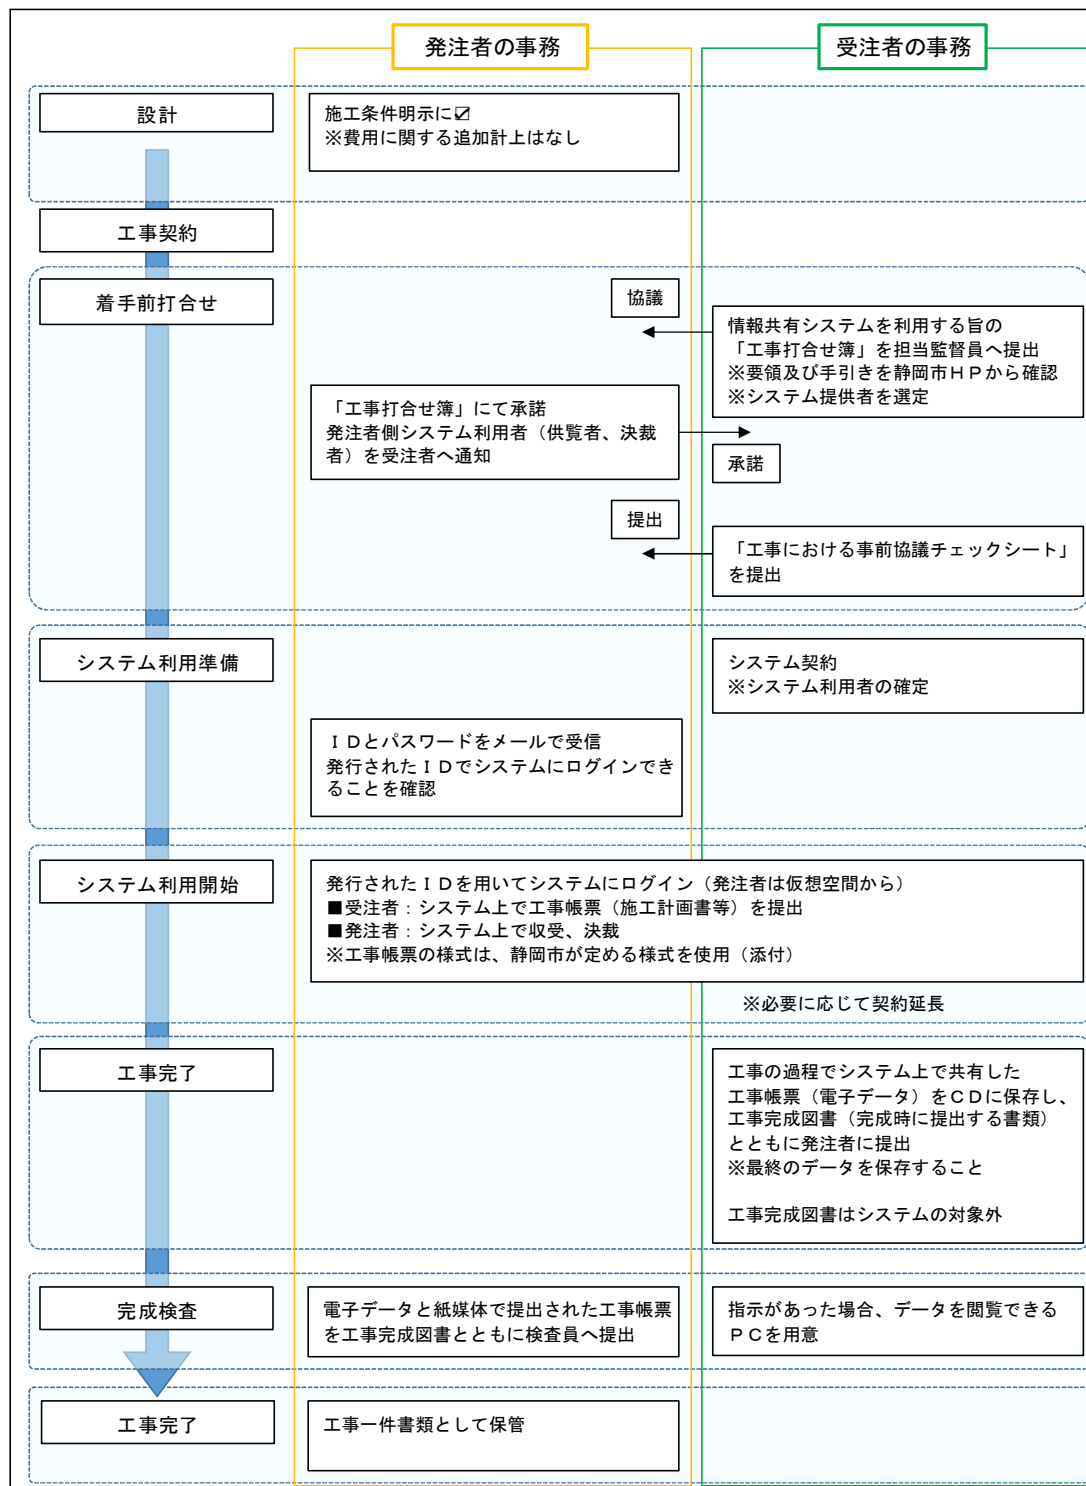 発注者の事務
受注者の事務
設計
施工条件明示に☑
※費用に関する追加計上はなし
工事契約
着手前打合せ
協議
情報共有システムを利用する旨の
「工事打合せ簿」を担当監督員へ提出
※要領及び手引きを静岡市ＨＰから確認
※システム提供者を選定
「工事打合せ簿」にて承諾
発注者側システム利用者（供覧者、決裁
者）を受注者へ通知
承諾
提出
「工事における事前協議チェックシート」
を提出
システム利用準備
システム契約
※システム利用者の確定
ＩＤとパスワードをメールで受信
発行されたＩＤでシステムにログインでき
ることを確認
システム利用開始
発行されたＩＤを用いてシステムにログイン（発注者は仮想空間から）
■受注者：システム上で工事帳票（施工計画書等）を提出
■発注者：システム上で収受、決裁
※工事帳票の様式は、静岡市が定める様式を使用（添付）
※必要に応じて契約延長
工事完了
工事の過程でシステム上で共有した
工事帳票（電子データ）をＣＤに保存し、
工事完成図書（完成時に提出する書類）
とともに発注者に提出
※最終のデータを保存すること
工事完成図書はシステムの対象外
完成検査
電子データと紙媒体で提出された工事帳票
を工事完成図書とともに検査員へ提出
指示があった場合、データを閲覧できる
ＰＣを用意
工事完了
工事一件書類として保管